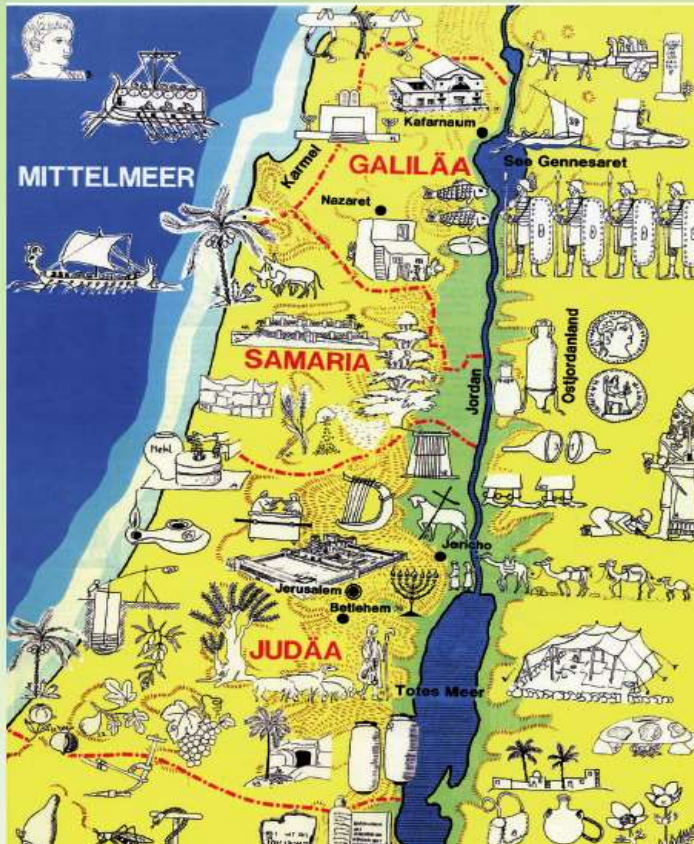 Kafarnaum
Karmel
GALILÄA
See Gennesaret
MITTELMEER
Nazaret
SAMARIA
Jordan
Ostjordanland
Mehl
Jericho
Jerusalem
Betlehem
JUDÄA
Totes Meer